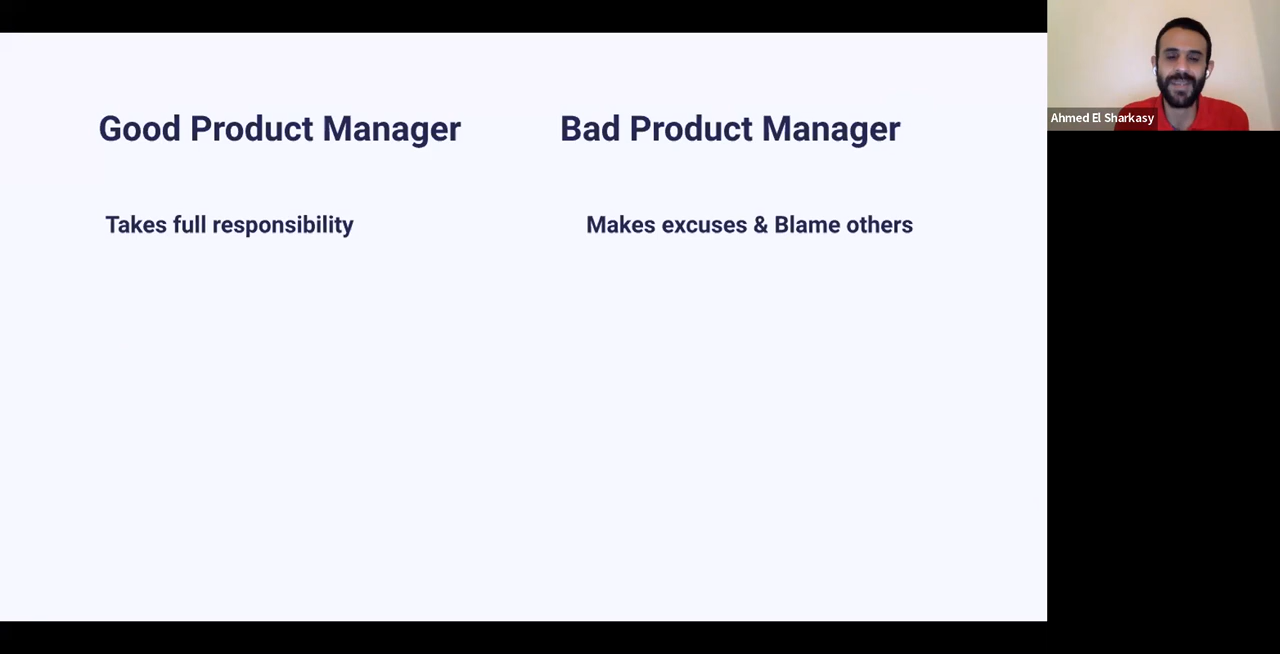 Good Product Manager
Bad Product Manager
Takes full responsibility
Makes excuses & Blame others
Ahmed El Sharkasy